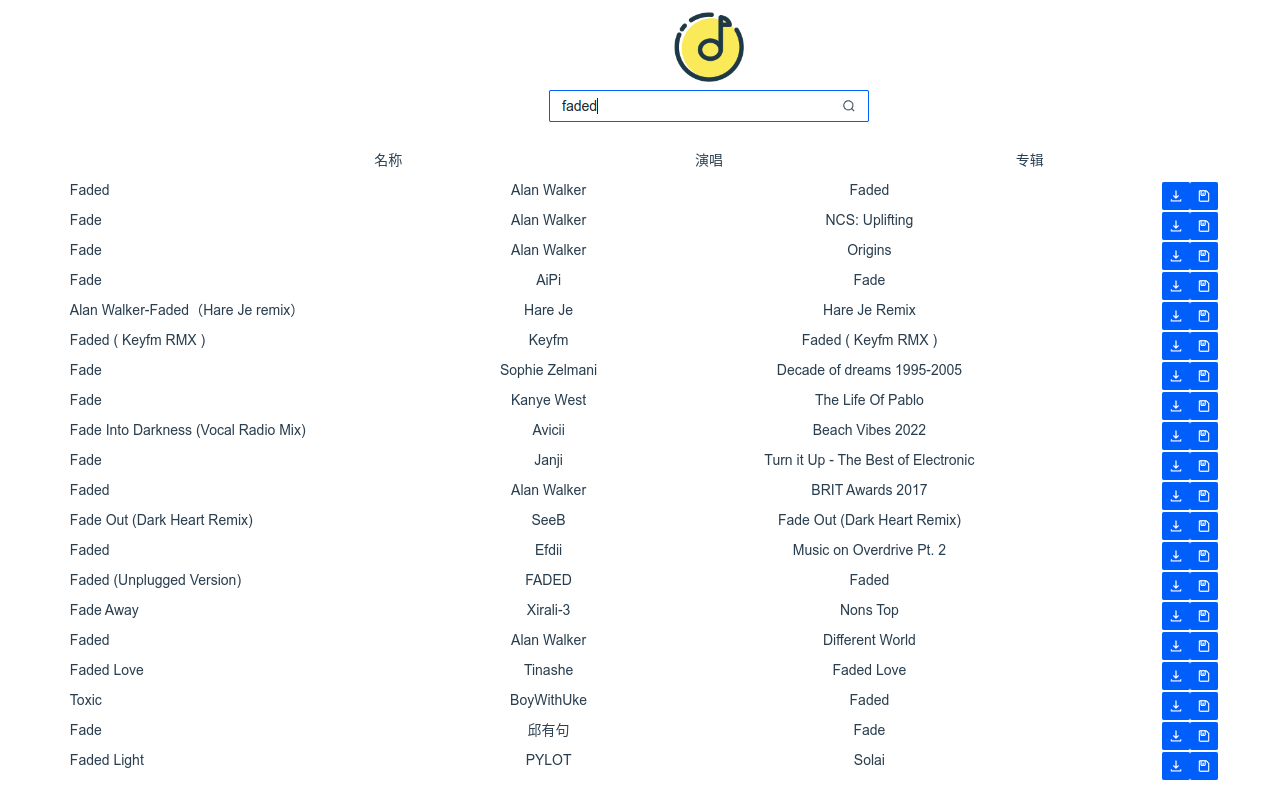 faded
名称 演唱 专辑
Faded Alan Walker Faded
Fade Alan Walker NCS: Uplifting
Fade Alan Walker Origins
Fade AiPi Fade
Alan Walker-Faded（Hare Je remix） Hare Je Hare Je Remix
Faded ( Keyfm RMX ) Keyfm Faded ( Keyfm RMX )
Fade Sophie Zelmani Decade of dreams 1995-2005
Fade Kanye West The Life Of Pablo
Fade Into Darkness (Vocal Radio Mix) Avicii Beach Vibes 2022
Fade Janji Turn it Up - The Best of Electronic
Faded Alan Walker BRIT Awards 2017
Fade Out (Dark Heart Remix) SeeB Fade Out (Dark Heart Remix)
Faded Efdii Music on Overdrive Pt. 2
Faded (Unplugged Version) FADED Faded
Fade Away Xirali-3 Nons Top
Faded Alan Walker Different World
Faded Love Tinashe Faded Love
Toxic BoyWithUke Faded
Fade 邱有句 Fade
Faded Light PYLOT Solai